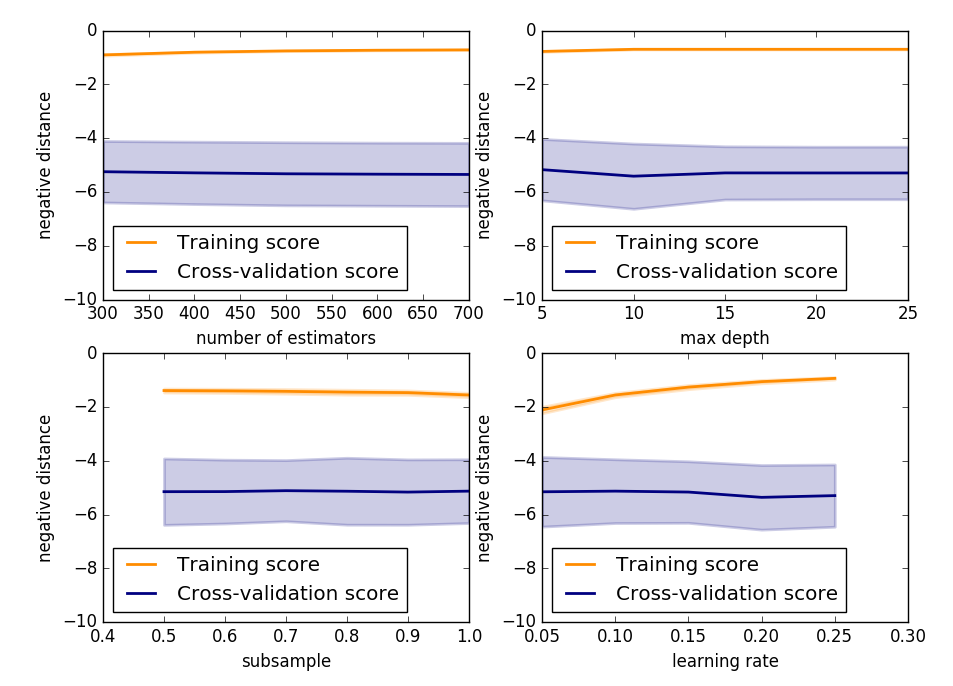 0
−2
−4
−6
−8
−10
negative distance
Training score
Cross-validation score
300 350 400 450 500 550 600 650 700
number of estimators
0
−2
−4
−6
−8
−10
negative distance
Training score
Cross-validation score
5 10 15 20 25
max depth
0
−2
−4
−6
−8
−10
negative distance
Training score
Cross-validation score
0.4 0.5 0.6 0.7 0.8 0.9 1.0
subsample
0
−2
−4
−6
−8
−10
negative distance
Training score
Cross-validation score
0.05 0.10 0.15 0.20 0.25 0.30
learning rate